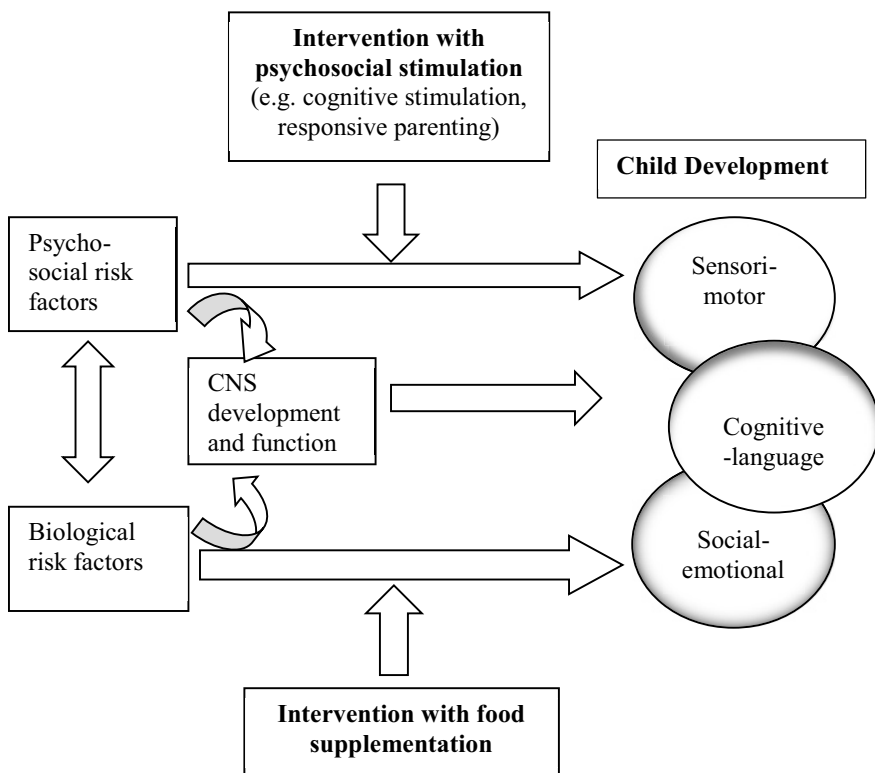 Intervention with
psychosocial stimulation
(e.g. cognitive stimulation,
responsive parenting)
Child Development
Psycho-
social risk
factors
Sensori-
motor
CNS
development
and function
Cognitive
-language
Biological
risk factors
Social-
emotional
Intervention with food
supplementation